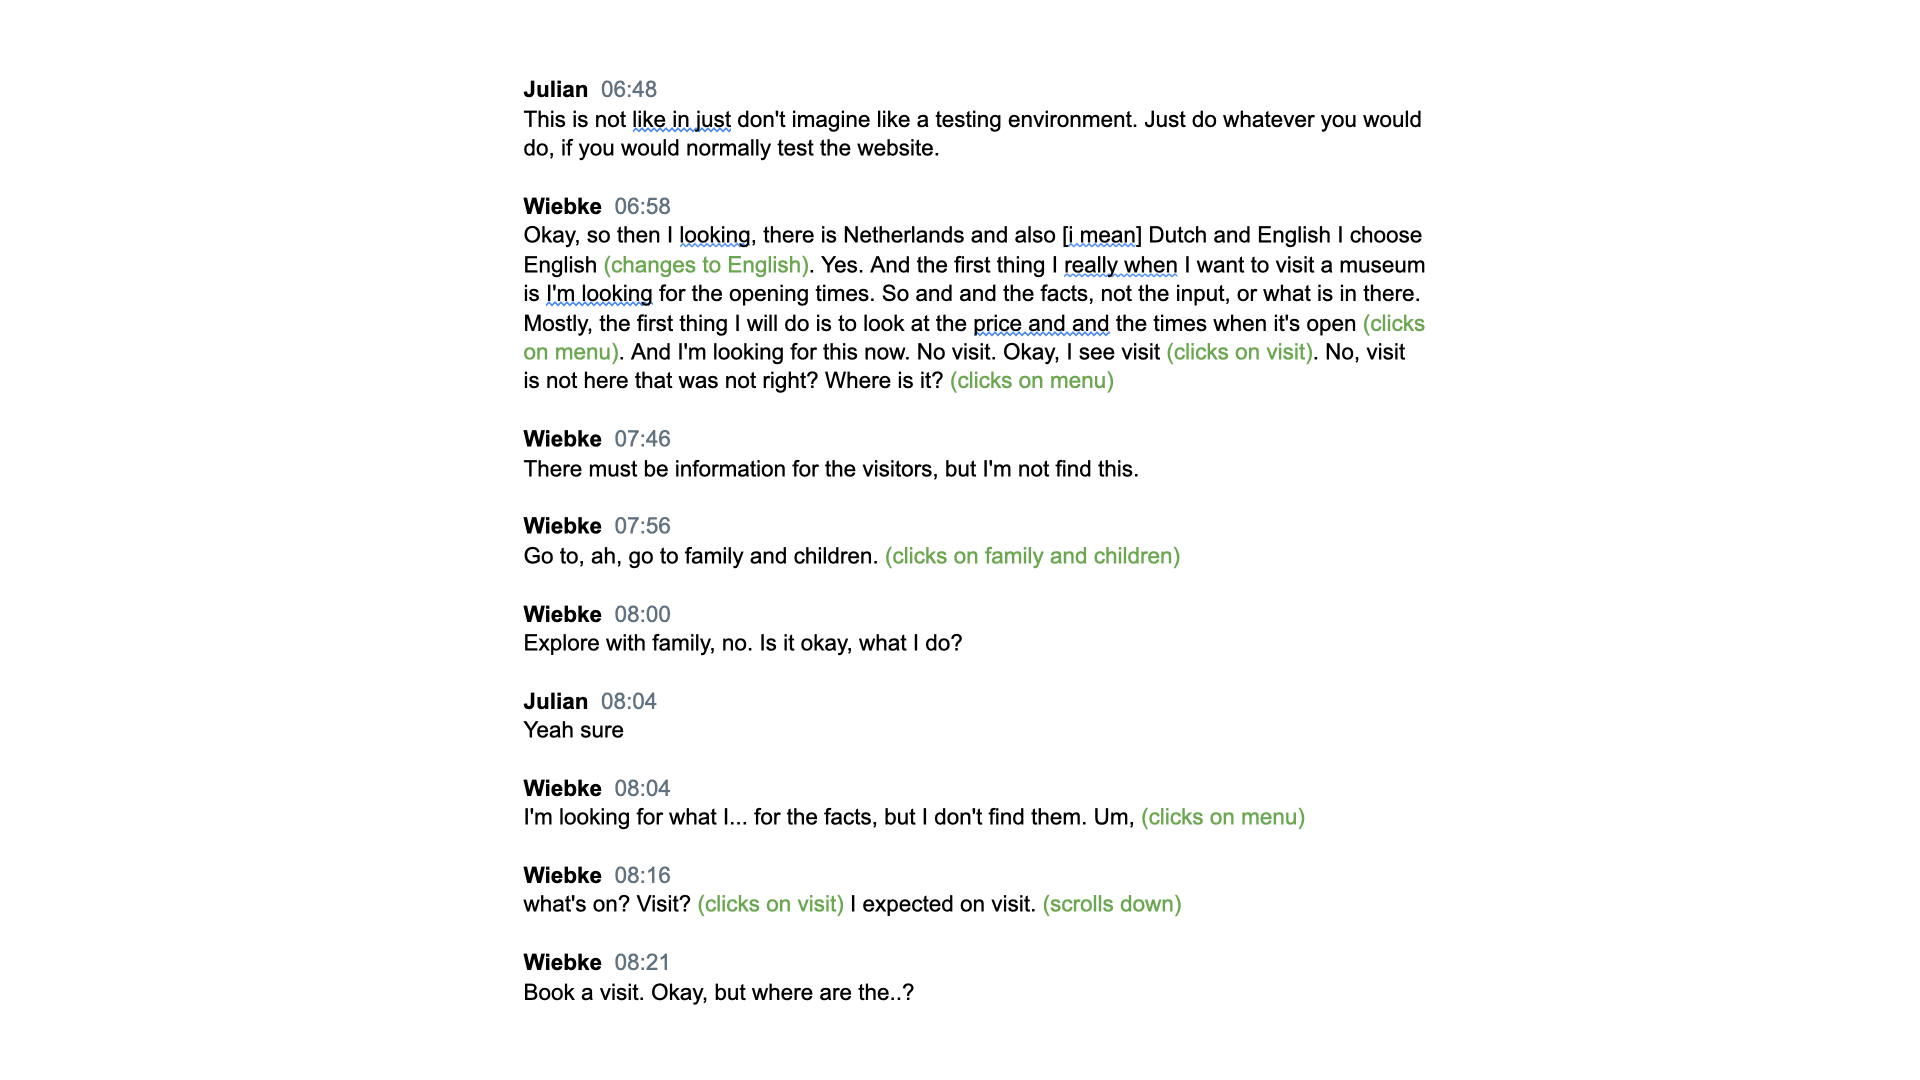 Julian 06:48
This is not like in just don't imagine like a testing environment. Just do whatever you would
do, if you would normally test the website.
Wiebke 06:58
Okay, so then I looking, there is Netherlands and also [i mean] Dutch and English I choose
English (changes to English). Yes. And the first thing I really when I want to visit a museum
is I'm looking for the opening times. So and and the facts, not the input, or what is in there.
Mostly, the first thing I will do is to look at the price and and the times when it's open (clicks
on menu). And I'm looking for this now. No visit. Okay, I see visit (clicks on visit). No, visit
is not here that was not right? Where is it? (clicks on menu)
Wiebke 07:46
There must be information for the visitors, but I'm not find this.
Wiebke 07:56
Go to, ah, go to family and children. (clicks on family and children)
Wiebke 08:00
Explore with family, no. Is it okay, what I do?
Julian 08:04
Yeah sure
Wiebke 08:04
I'm looking for what I... for the facts, but I don't find them. Um, (clicks on menu)
Wiebke 08:16
what's on? Visit? (clicks on visit) I expected on visit. (scrolls down)
Wiebke 08:21
Book a visit. Okay, but where are the..?